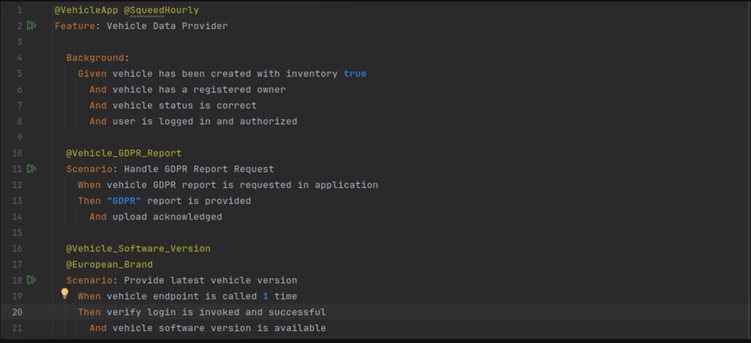 1 @VehicleApp @SqueedHourly
2 Feature: Vehicle Data Provider
3
4 Background:
5 Given vehicle has been created with inventory true
6 And vehicle has a registered owner
7 And vehicle status is correct
8 And user is logged in and authorized
9
10 @Vehicle_GDPR_Report
11 Scenario: Handle GDPR Report Request
12 When vehicle GDPR report is requested in application
13 Then "GDPR" report is provided
14 And upload acknowledged
15
16 @Vehicle_Software_Version
17 @European_Brand
18 Scenario: Provide latest vehicle version
19 When vehicle endpoint is called 1 time
20 Then verify login is invoked and successful
21 And vehicle software version is available